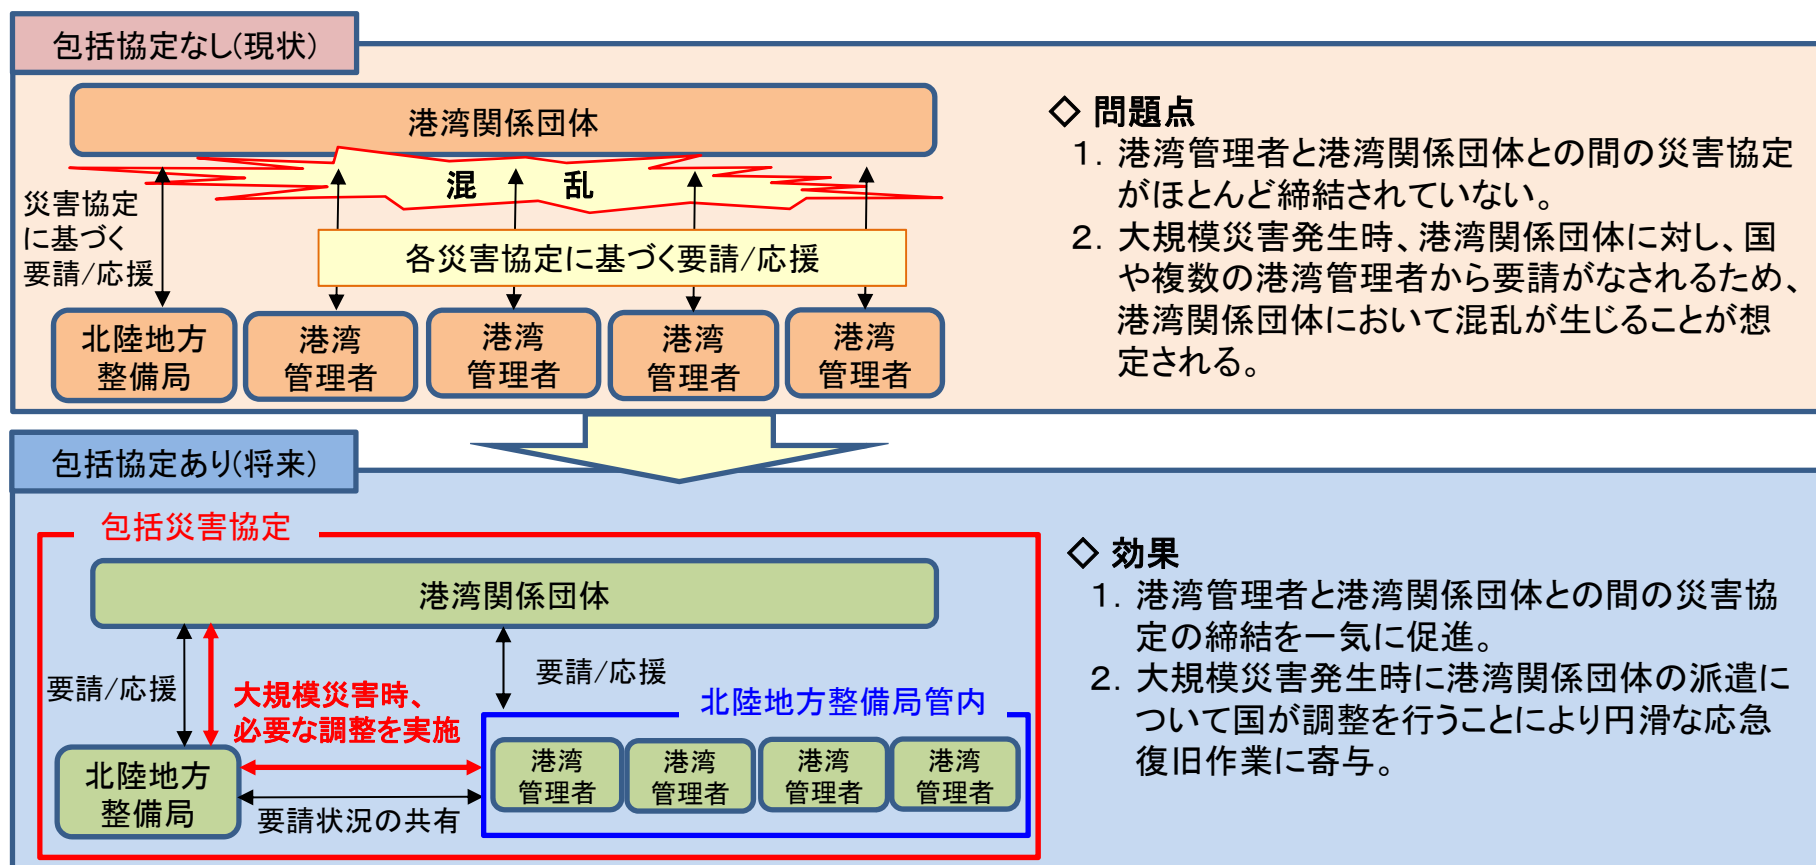 包括協定なし(現状)
港湾関係団体
混　乱
災害協定
に基づく
要請/応援
各災害協定に基づく要請/応援
北陸地方
整備局
港湾
管理者
港湾
管理者
港湾
管理者
港湾
管理者
◇ 問題点
1. 港湾管理者と港湾関係団体との間の災害協定
がほとんど締結されていない。
2. 大規模災害発生時、港湾関係団体に対し、国
や複数の港湾管理者から要請がなされるため、
港湾関係団体において混乱が生じることが想
定される。
包括協定あり(将来)
包括災害協定
港湾関係団体
要請/応援
大規模災害時、
必要な調整を実施
要請/応援
北陸地方整備局管内
北陸地方
整備局
要請状況の共有
港湾
管理者
港湾
管理者
港湾
管理者
港湾
管理者
◇ 効果
1. 港湾管理者と港湾関係団体との間の災害協
定の締結を一気に促進。
2. 大規模災害発生時に港湾関係団体の派遣に
ついて国が調整を行うことにより円滑な応急
復旧作業に寄与。